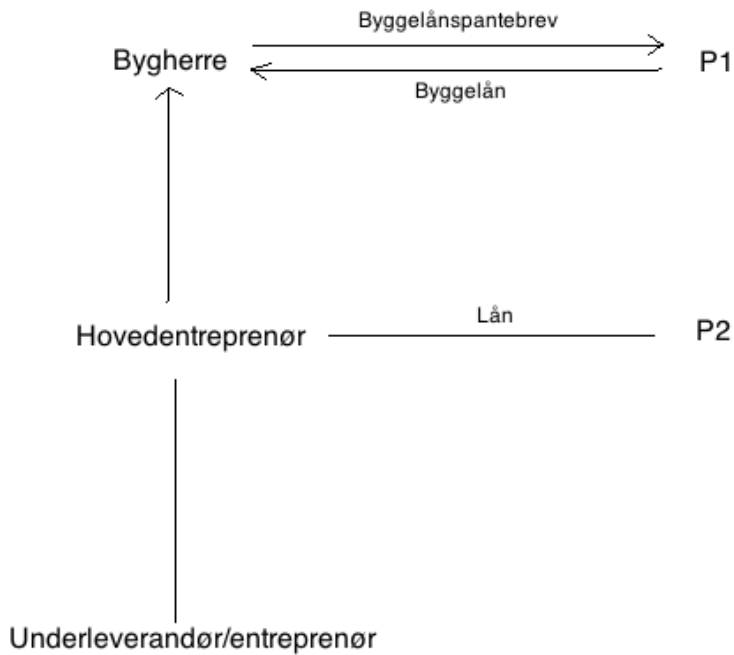 Byggelånspantebrev
Bygherre
P1
Byggelån
Lån
Hovedentreprenør
P2
Underleverandør/entreprenør